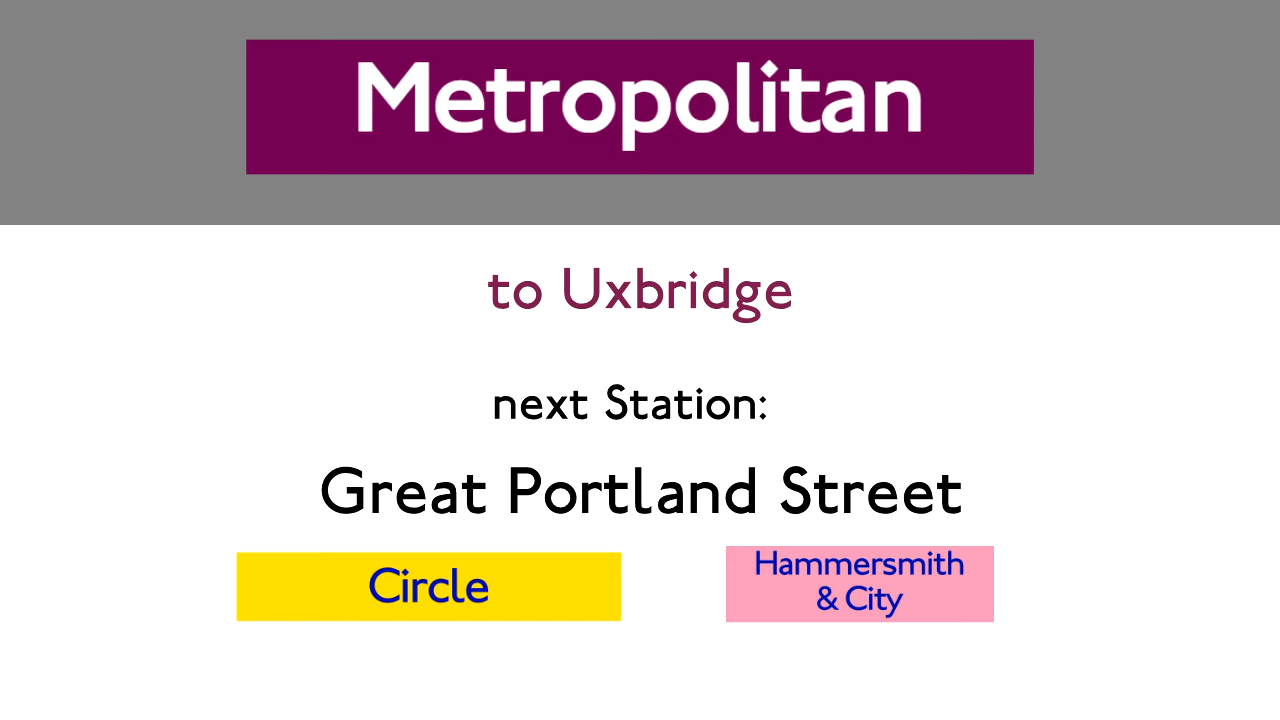 Metropolitan
to Uxbridge
next Station:
Great Portland Street
Circle
Hammersmith
& City